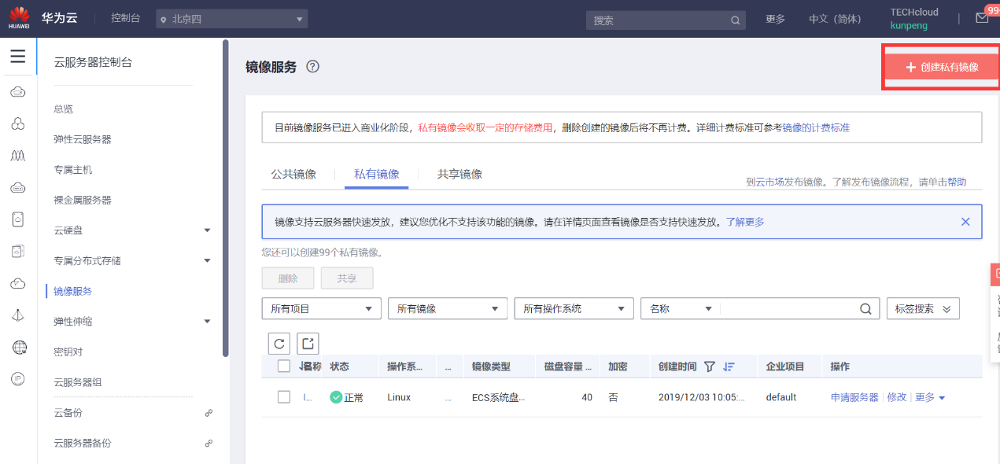 HUAWEI
华为云
控制台
北京四
搜索
更多
中文（简体）
TECHcloud
kunpeng
99
云服务器控制台
总览
弹性云服务器
专属主机
裸金属服务器
云硬盘
专属分布式存储
镜像服务
弹性伸缩
密钥对
云服务器组
云备份
云服务器备份
镜像服务
创建私有镜像
目前镜像服务已进入商业化阶段，私有镜像会收取一定的存储费用，删除创建的镜像后将不再计费。详细计费标准可参考镜像的计费标准
公共镜像 私有镜像 共享镜像
到云市场发布镜像。了解发布镜像流程，请单击帮助
镜像支持云服务器快速发放，建议您优化不支持该功能的镜像。请在详情页面查看镜像是否支持快速发放。了解更多
您还可以创建99个私有镜像。
删除 共享
所有项目 所有镜像 所有操作系统 名称 标签搜索
名称 状态 操作系... ... 镜像类型 磁盘容量 ... 加密 创建时间 企业项目 操作
I... 正常 Linux ... ECS系统盘... 40 否 2019/12/03 10:05:... default 申请服务器 修改 更多